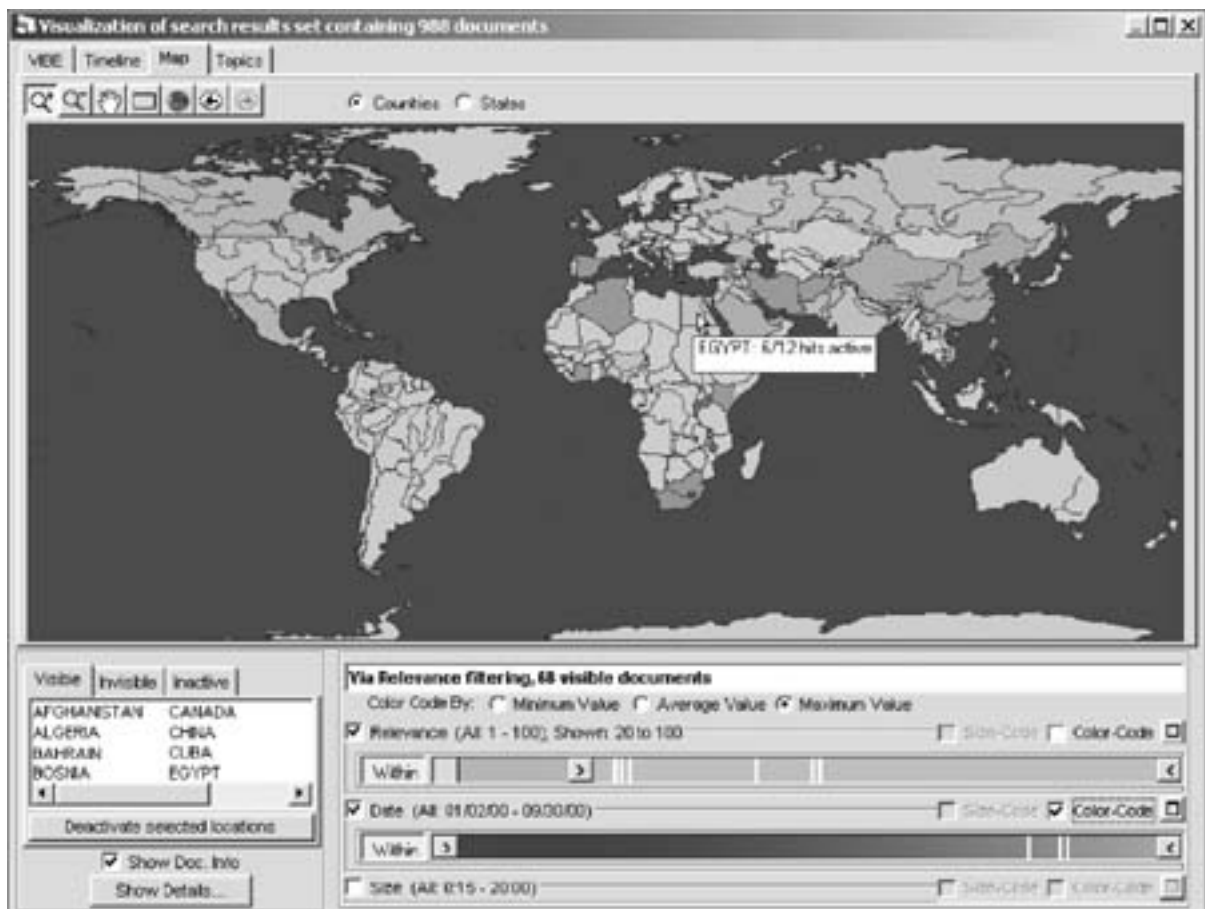 Visualization of search results set containing 988 documents
VIBE Timeline Map Topics
Counties States
EGYPT: 6/12 hits active
Visible Invisible Inactive
AFGHANISTAN CANADA
ALGERIA CHINA
BAHRAIN CUBA
BOSNIA EGYPT
Deactivate selected locations
Show Doc. Info
Show Details...
Via Relevance filtering, 68 visible documents
Color Code By: Minimum Value Average Value Maximum Value
Relevance (All: 1 - 100); Shown: 20 to 100 Size-Code Color-Code
Within
Date (All: 01/02/00 - 09/30/00) Size-Code Color-Code
Within
Size (All: 0:15 - 20:00) Size-Code Color-Code